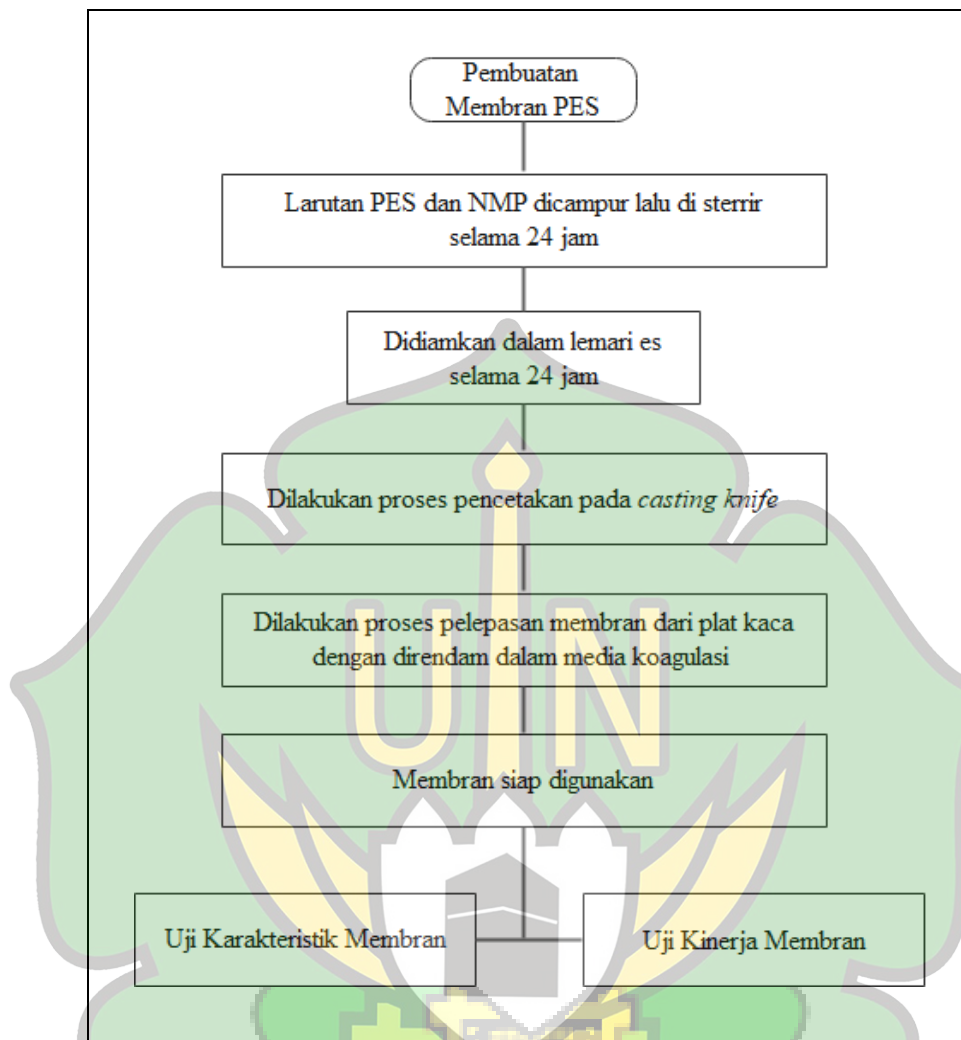 Pembuatan
Membran PES
Larutan PES dan NMP dicampur lalu di sterrir
selama 24 jam
Didiamkan dalam lemari es
selama 24 jam
Dilakukan proses pencetakan pada casting knife
Dilakukan proses pelepasan membran dari plat kaca
dengan direndam dalam media koagulasi
UIN
Membran siap digunakan
Uji Karakteristik Membran
Uji Kinerja Membran